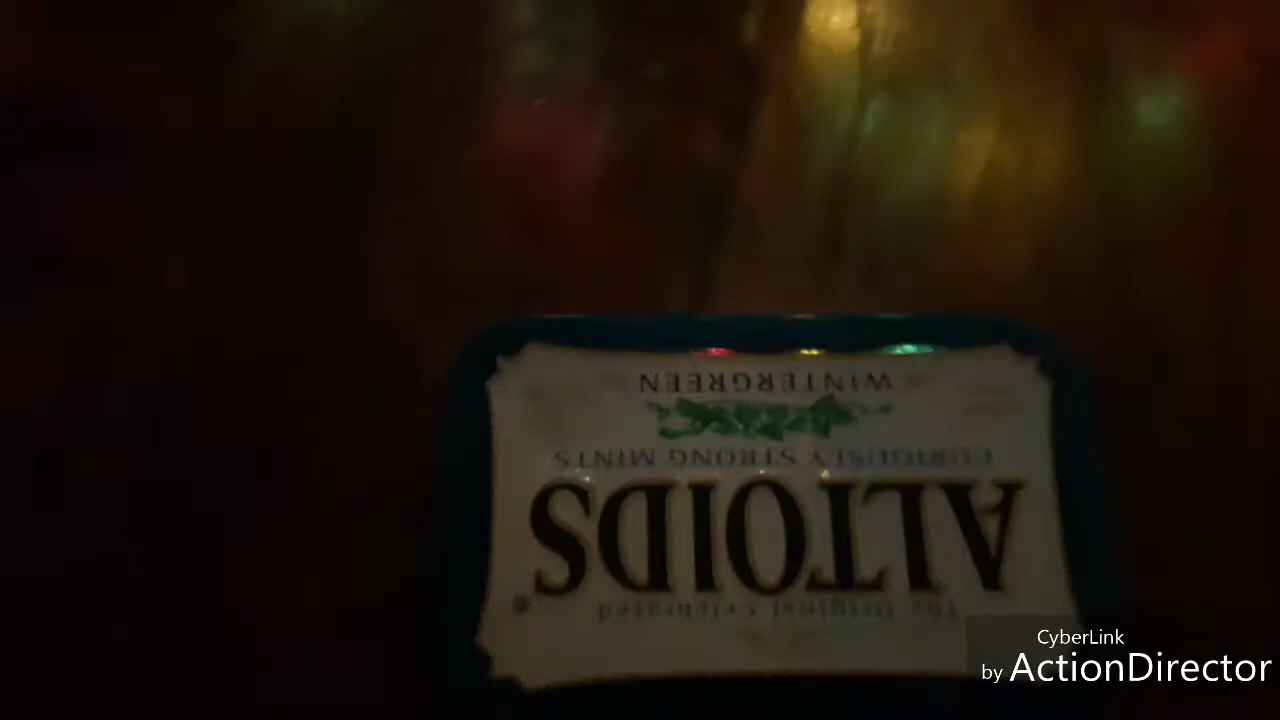 The Original Celebrated
ALTOIDS®
CURIOUSLY STRONG MINTS
WINTERGREEN
CyberLink
by ActionDirector